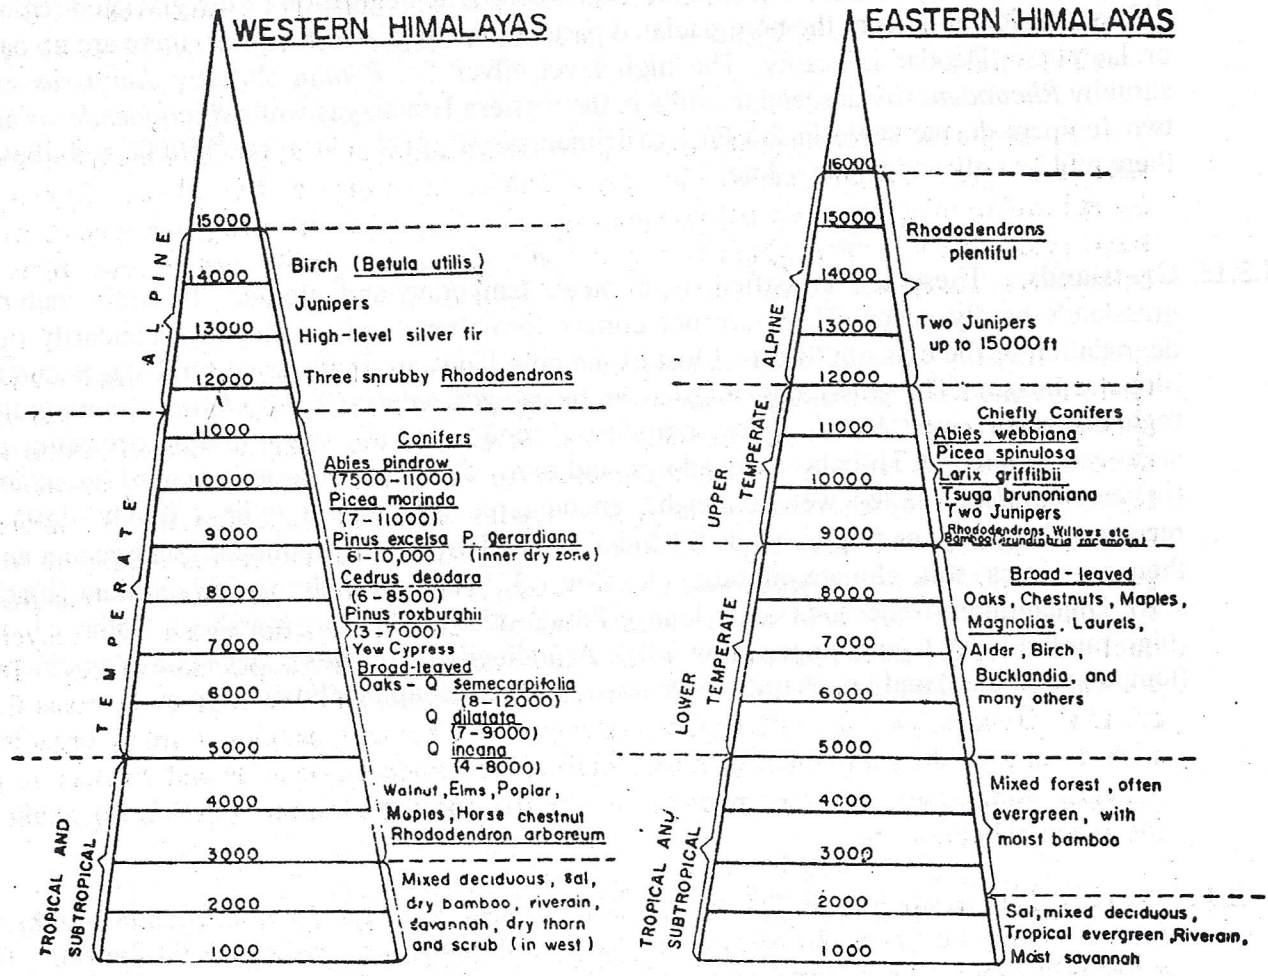 WESTERN HIMALAYAS
15000
14000
13000
12000
11000
10000
9000
8000
7000
6000
5000
4000
3000
2000
1000
ALPINE
TEMPERATE
TROPICAL AND
SUBTROPICAL
Birch (Betula utilis)
Junipers
High-level silver fir
Three snrubby Rhododendrons
Conifers
Abies pindrow
(7500-11000)
Picea morinda
(7-11000)
Pinus excelsa P. gerardiana
6-10,000 (inner dry zone)
Cedrus deodara
(6-8500)
Pinus roxburghii
(3-7000)
Yew Cypress
Broad-leaved
Oaks- Q semecarpifolia
(8-12000)
Q dilatata
(7-9000)
Q incana
(4-8000)
Walnut, Elms, Poplar,
Maples, Horse chestnut
Rhododendron arboreum
Mixed deciduous, sal,
dry bamboo, riverain,
savannah, dry thorn
and scrub (in west)
EASTERN HIMALAYAS
16000
15000
14000
13000
12000
11000
10000
9000
8000
7000
6000
5000
4000
3000
2000
1000
ALPINE
UPPER
TEMPERATE
LOWER
TEMPERATE
TROPICAL AND
SUBTROPICAL
Rhododendrons
plentiful
Two Junipers
up to 15000ft
Chiefly Conifers
Abies webbiana
Picea spinulosa
Larix griffilbii
Tsuga brunoniana
Two Junipers
Rhododendrons, Willows etc
Bamboo
Broad-leaved
Oaks, Chestnuts, Maples,
Magnolias, Laurels,
Alder, Birch,
Bucklandia, and
many others
Mixed forest, often
evergreen, with
moist bamboo
Sal, mixed deciduous,
Tropical evergreen, Riverain,
Moist savannah